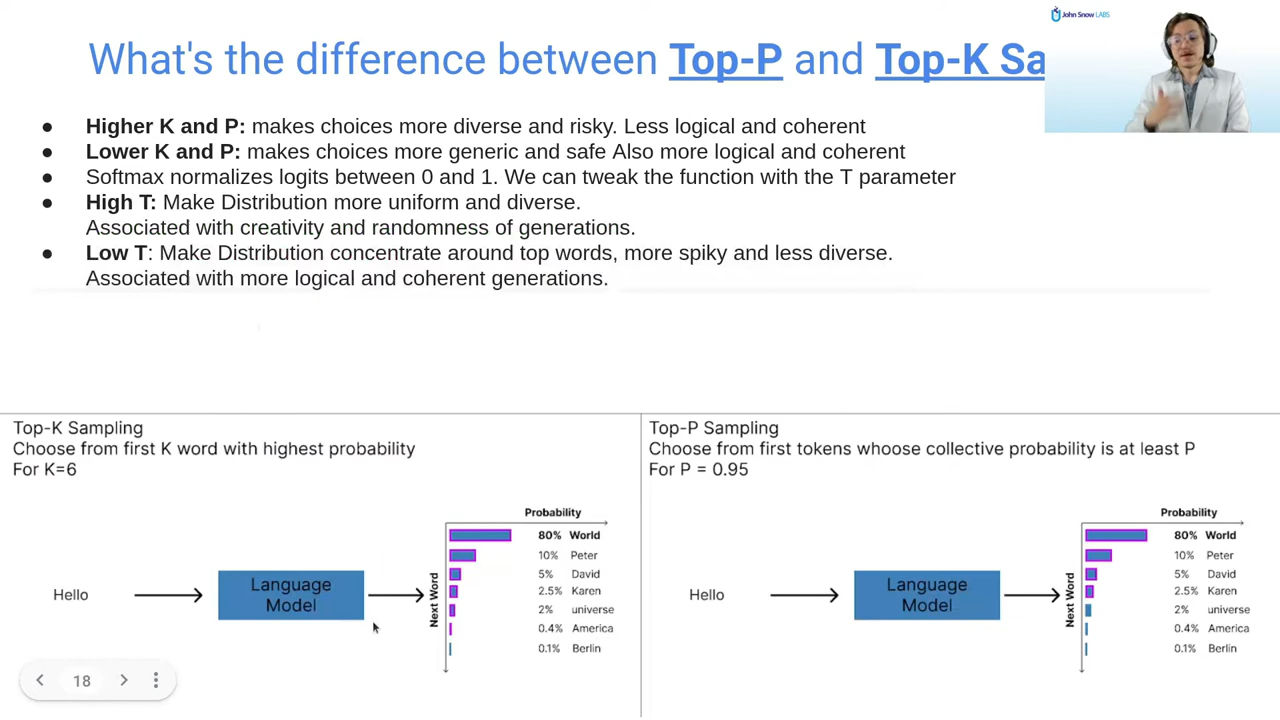 John Snow LABS
What's the difference between Top-P and Top-K Sa
● Higher K and P: makes choices more diverse and risky. Less logical and coherent
● Lower K and P: makes choices more generic and safe Also more logical and coherent
● Softmax normalizes logits between 0 and 1. We can tweak the function with the T parameter
● High T: Make Distribution more uniform and diverse.
Associated with creativity and randomness of generations.
● Low T: Make Distribution concentrate around top words, more spiky and less diverse.
Associated with more logical and coherent generations.
Top-K Sampling
Choose from first K word with highest probability
For K=6
Probability
Hello
Language
Model
Next Word
80% World
10% Peter
5% David
2.5% Karen
2% universe
0.4% America
0.1% Berlin
Top-P Sampling
Choose from first tokens whoose collective probability is at least P
For P = 0.95
Probability
Hello
Language
Model
Next Word
80% World
10% Peter
5% David
2.5% Karen
2% universe
0.4% America
0.1% Berlin
18